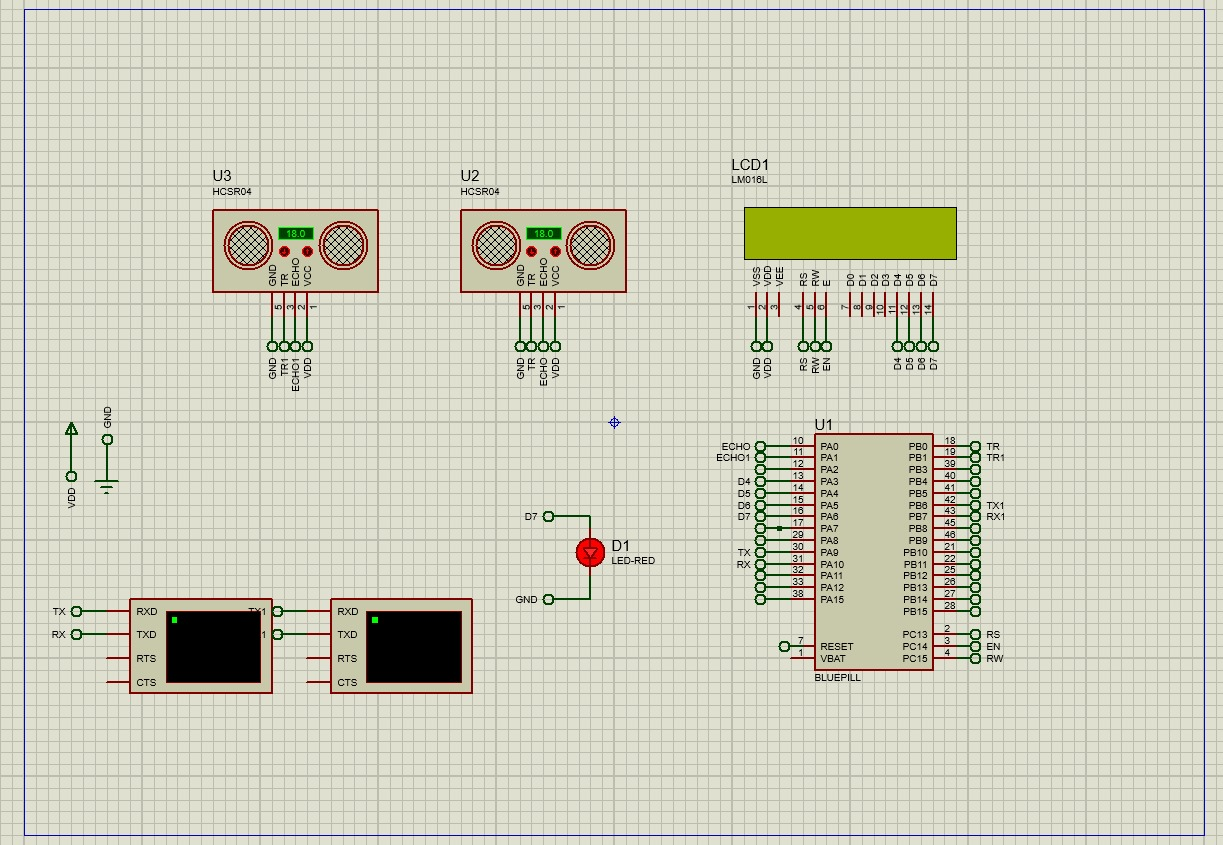 LCD1
LM016L
U3
HCSR04
U2
HCSR04
18.0
18.0
GND TR ECHO VCC
5 3 2 1
GND TR1 ECHO1 VDD
GND TR ECHO VCC
5 3 2 1
GND TR ECHO VDD
VSS VDD VEE RS RW E D0 D1 D2 D3 D4 D5 D6 D7
1 2 3 4 5 6 7 8 9 10 11 12 13 14
GND VDD RS RW EN D4 D5 D6 D7
GND
VDD
U1
ECHO 10 PA0 PB0 18 TR
ECHO1 11 PA1 PB1 19 TR1
12 PA2 PB3 39
D4 13 PA3 PB4 40
D5 14 PA4 PB5 41
D6 15 PA5 PB6 42 TX1
D7 16 PA6 PB7 43 RX1
17 PA7 PB8 45
29 PA8 PB9 46
TX 30 PA9 PB10 21
RX 31 PA10 PB11 22
32 PA11 PB12 25
33 PA12 PB13 26
38 PA15 PB14 27
PB15 28
PC13 2 RS
7 RESET PC14 3 EN
1 VBAT PC15 4 RW
BLUEPILL
D7
D1
LED-RED
GND
TX RXD TX1 RXD
RX TXD 1 TXD
RTS RTS
CTS CTS